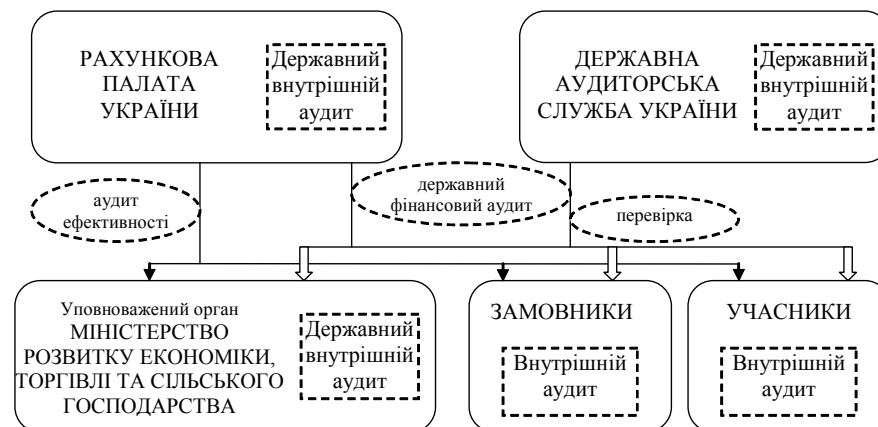 РАХУНКОВА
ПАЛАТА
УКРАЇНИ
Державний
внутрішній
аудит
ДЕРЖАВНА
АУДИТОРСЬКА
СЛУЖБА УКРАЇНИ
Державний
внутрішній
аудит
аудит
ефективності
державний
фінансовий аудит
перевірка
Уповноважений орган
МІНІСТЕРСТВО
РОЗВИТКУ ЕКОНОМІКИ,
ТОРГІВЛІ ТА СІЛЬСЬКОГО
ГОСПОДАРСТВА
Державний
внутрішній
аудит
ЗАМОВНИКИ
Внутрішній
аудит
УЧАСНИКИ
Внутрішній
аудит